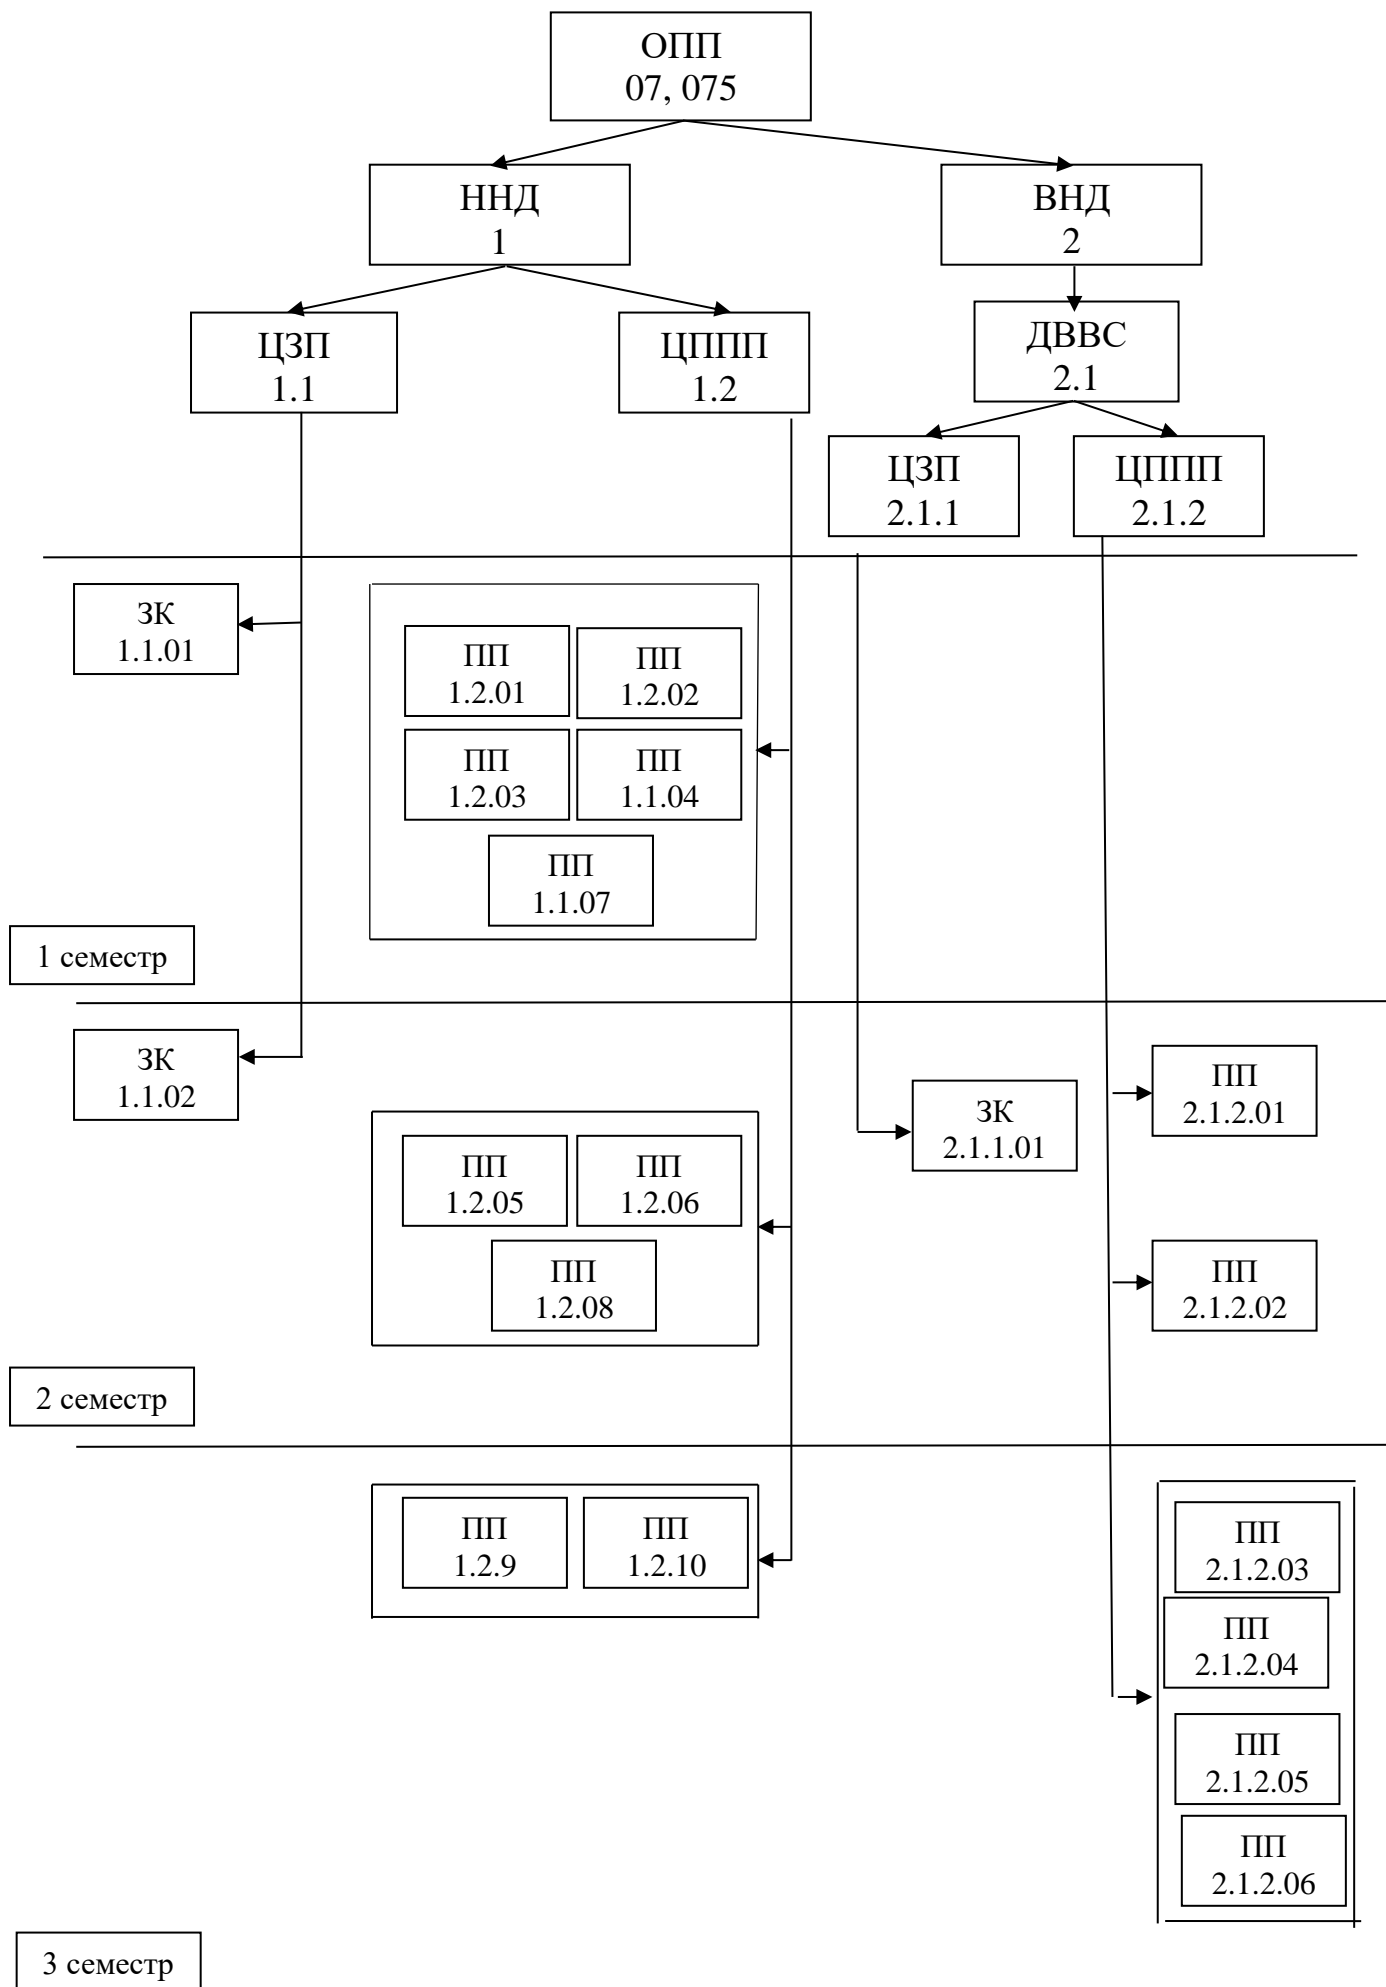 ОПП
07, 075
ННД
1
ВНД
2
ЦЗП
1.1
ЦППП
1.2
ДВВС
2.1
ЦЗП
2.1.1
ЦППП
2.1.2
ЗК
1.1.01
ПП
1.2.01
ПП
1.2.02
ПП
1.2.03
ПП
1.1.04
ПП
1.1.07
1 семестр
ЗК
1.1.02
ПП
1.2.05
ПП
1.2.06
ПП
1.2.08
ЗК
2.1.1.01
ПП
2.1.2.01
ПП
2.1.2.02
2 семестр
ПП
1.2.9
ПП
1.2.10
ПП
2.1.2.03
ПП
2.1.2.04
ПП
2.1.2.05
ПП
2.1.2.06
3 семестр